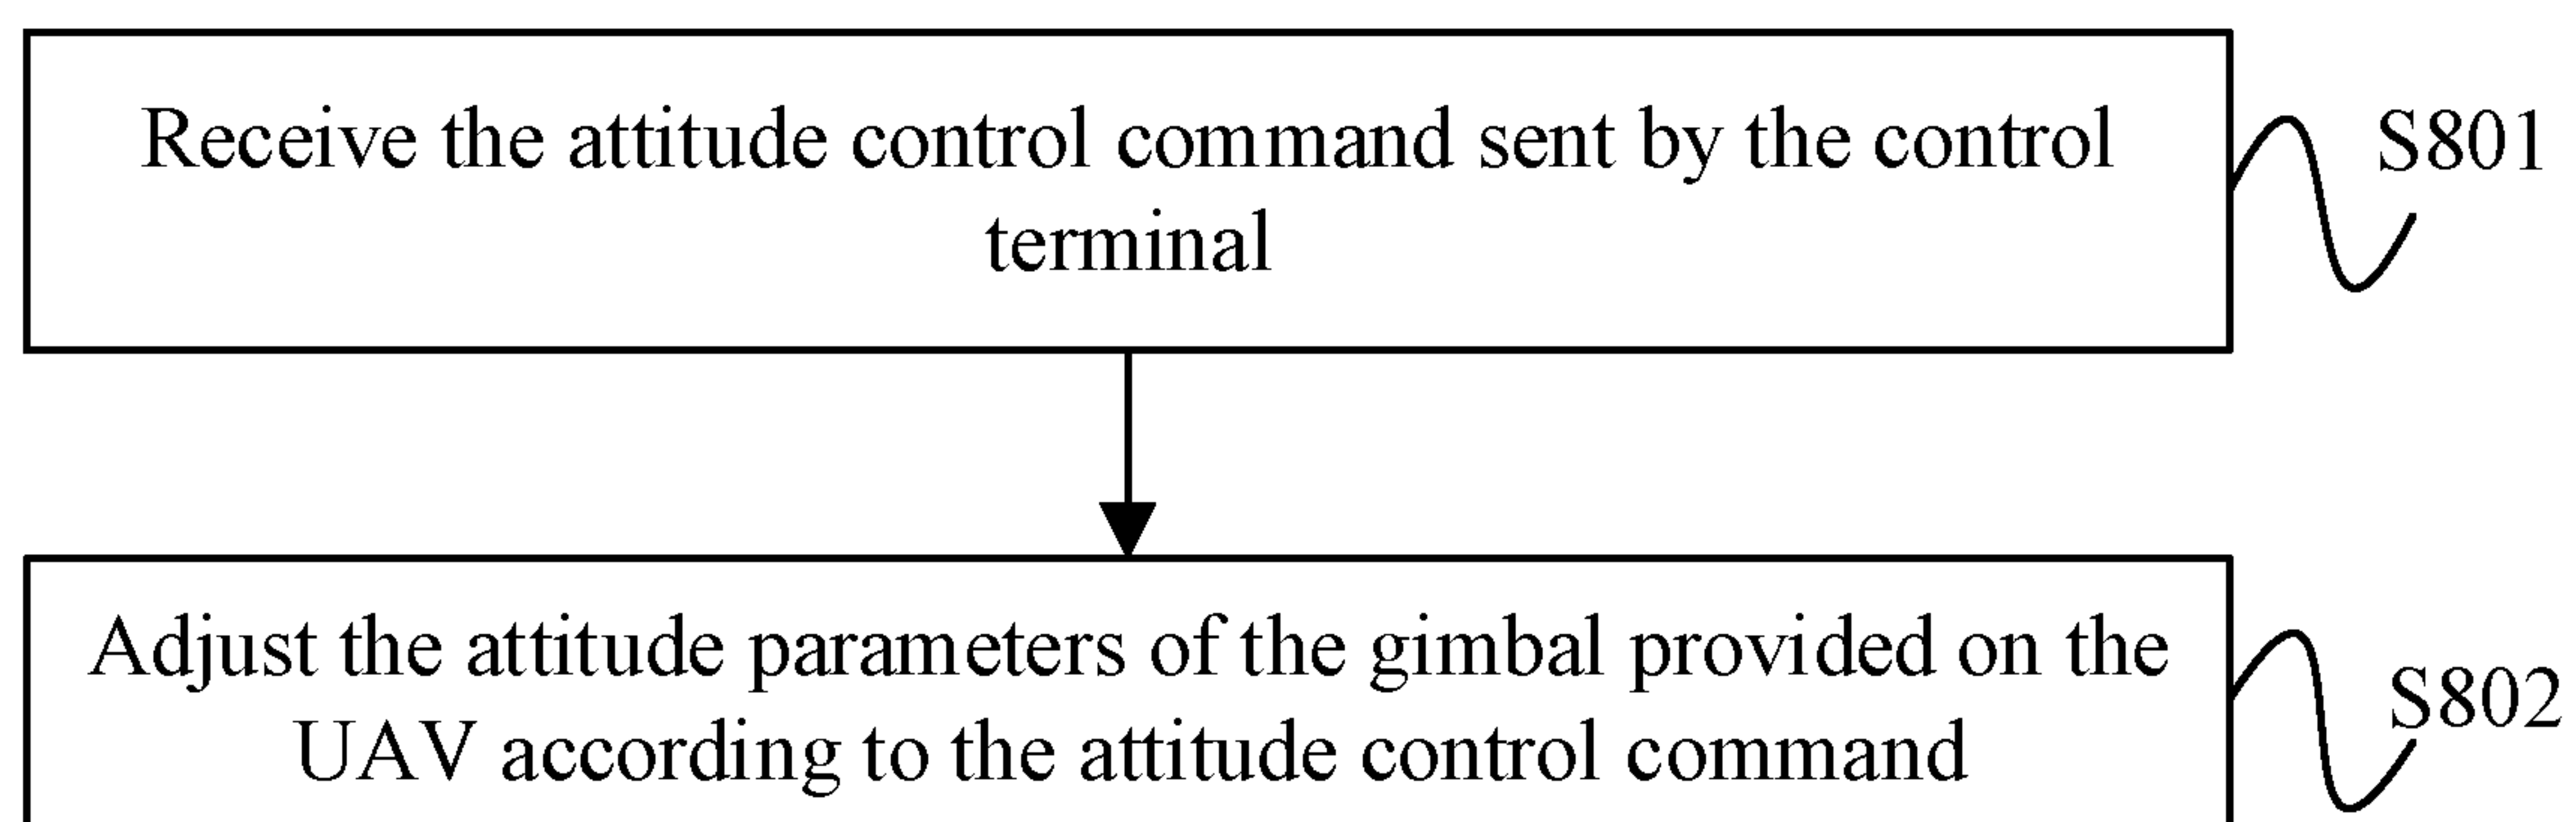 Receive the attitude control command sent by the control
terminal
S801
Adjust the attitude parameters of the gimbal provided on the
UAV according to the attitude control command
S802